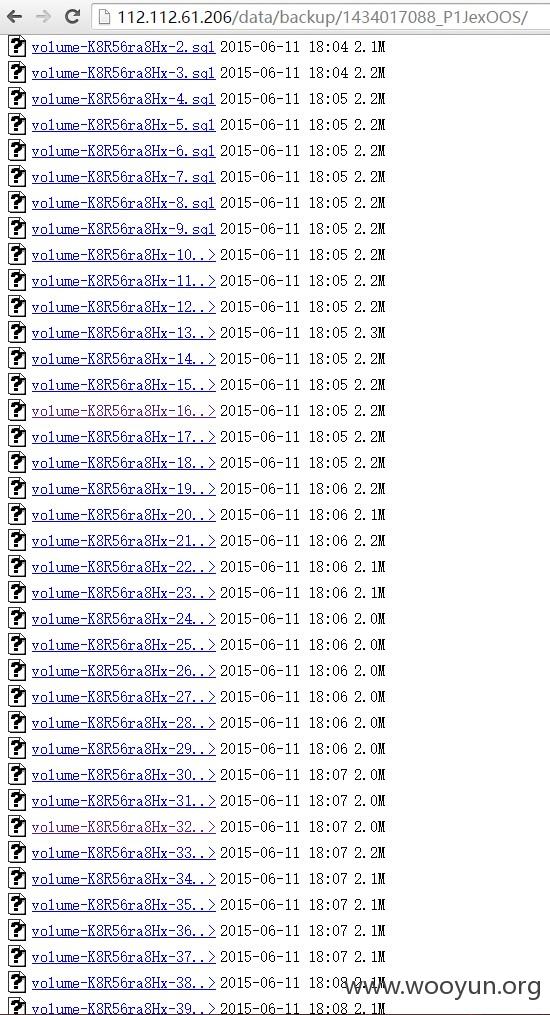 112.112.61.206/data/backup/1434017088_P1JexOOS/
volume-K8R56ra8Hx-2.sql 2015-06-11 18:04 2.1M
volume-K8R56ra8Hx-3.sql 2015-06-11 18:04 2.2M
volume-K8R56ra8Hx-4.sql 2015-06-11 18:05 2.2M
volume-K8R56ra8Hx-5.sql 2015-06-11 18:05 2.2M
volume-K8R56ra8Hx-6.sql 2015-06-11 18:05 2.2M
volume-K8R56ra8Hx-7.sql 2015-06-11 18:05 2.2M
volume-K8R56ra8Hx-8.sql 2015-06-11 18:05 2.2M
volume-K8R56ra8Hx-9.sql 2015-06-11 18:05 2.2M
volume-K8R56ra8Hx-10..> 2015-06-11 18:05 2.2M
volume-K8R56ra8Hx-11..> 2015-06-11 18:05 2.2M
volume-K8R56ra8Hx-12..> 2015-06-11 18:05 2.2M
volume-K8R56ra8Hx-13..> 2015-06-11 18:05 2.3M
volume-K8R56ra8Hx-14..> 2015-06-11 18:05 2.2M
volume-K8R56ra8Hx-15..> 2015-06-11 18:05 2.2M
volume-K8R56ra8Hx-16..> 2015-06-11 18:05 2.2M
volume-K8R56ra8Hx-17..> 2015-06-11 18:05 2.2M
volume-K8R56ra8Hx-18..> 2015-06-11 18:05 2.2M
volume-K8R56ra8Hx-19..> 2015-06-11 18:06 2.2M
volume-K8R56ra8Hx-20..> 2015-06-11 18:06 2.1M
volume-K8R56ra8Hx-21..> 2015-06-11 18:06 2.2M
volume-K8R56ra8Hx-22..> 2015-06-11 18:06 2.1M
volume-K8R56ra8Hx-23..> 2015-06-11 18:06 2.1M
volume-K8R56ra8Hx-24..> 2015-06-11 18:06 2.0M
volume-K8R56ra8Hx-25..> 2015-06-11 18:06 2.0M
volume-K8R56ra8Hx-26..> 2015-06-11 18:06 2.0M
volume-K8R56ra8Hx-27..> 2015-06-11 18:06 2.0M
volume-K8R56ra8Hx-28..> 2015-06-11 18:06 2.0M
volume-K8R56ra8Hx-29..> 2015-06-11 18:06 2.0M
volume-K8R56ra8Hx-30..> 2015-06-11 18:07 2.0M
volume-K8R56ra8Hx-31..> 2015-06-11 18:07 2.0M
volume-K8R56ra8Hx-32..> 2015-06-11 18:07 2.0M
volume-K8R56ra8Hx-33..> 2015-06-11 18:07 2.2M
volume-K8R56ra8Hx-34..> 2015-06-11 18:07 2.1M
volume-K8R56ra8Hx-35..> 2015-06-11 18:07 2.1M
volume-K8R56ra8Hx-36..> 2015-06-11 18:07 2.1M
volume-K8R56ra8Hx-37..> 2015-06-11 18:07 2.1M
volume-K8R56ra8Hx-38..> 2015-06-11 18:08 2.1M
www.wooyun.org
volume-K8R56ra8Hx-39..> 2015-06-11 18:08 2.1M